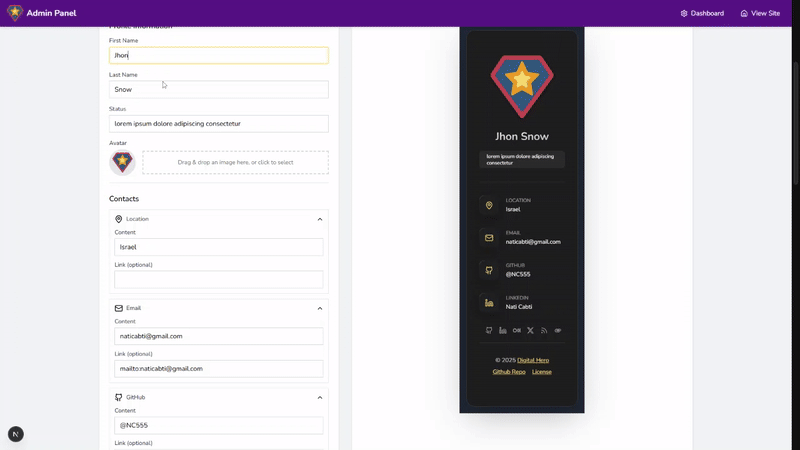 Admin Panel
Dashboard
View Site
Profile Information
First Name
Jhon
Last Name
Snow
Status
lorem ipsum dolore adipiscing consectetur
Avatar
Drag & drop an image here, or click to select
Contacts
Location
Content
Israel
Link (optional)
Email
Content
naticabti@gmail.com
Link (optional)
mailto:naticabti@gmail.com
GitHub
Content
@NC555
Link (optional)
N
Jhon Snow
lorem ipsum dolore adipiscing
consectetur
LOCATION
Israel
EMAIL
naticabti@gmail.com
GITHUB
@NC555
LINKEDIN
Nati Cabti
© 2025 Digital Hero
Github Repo License